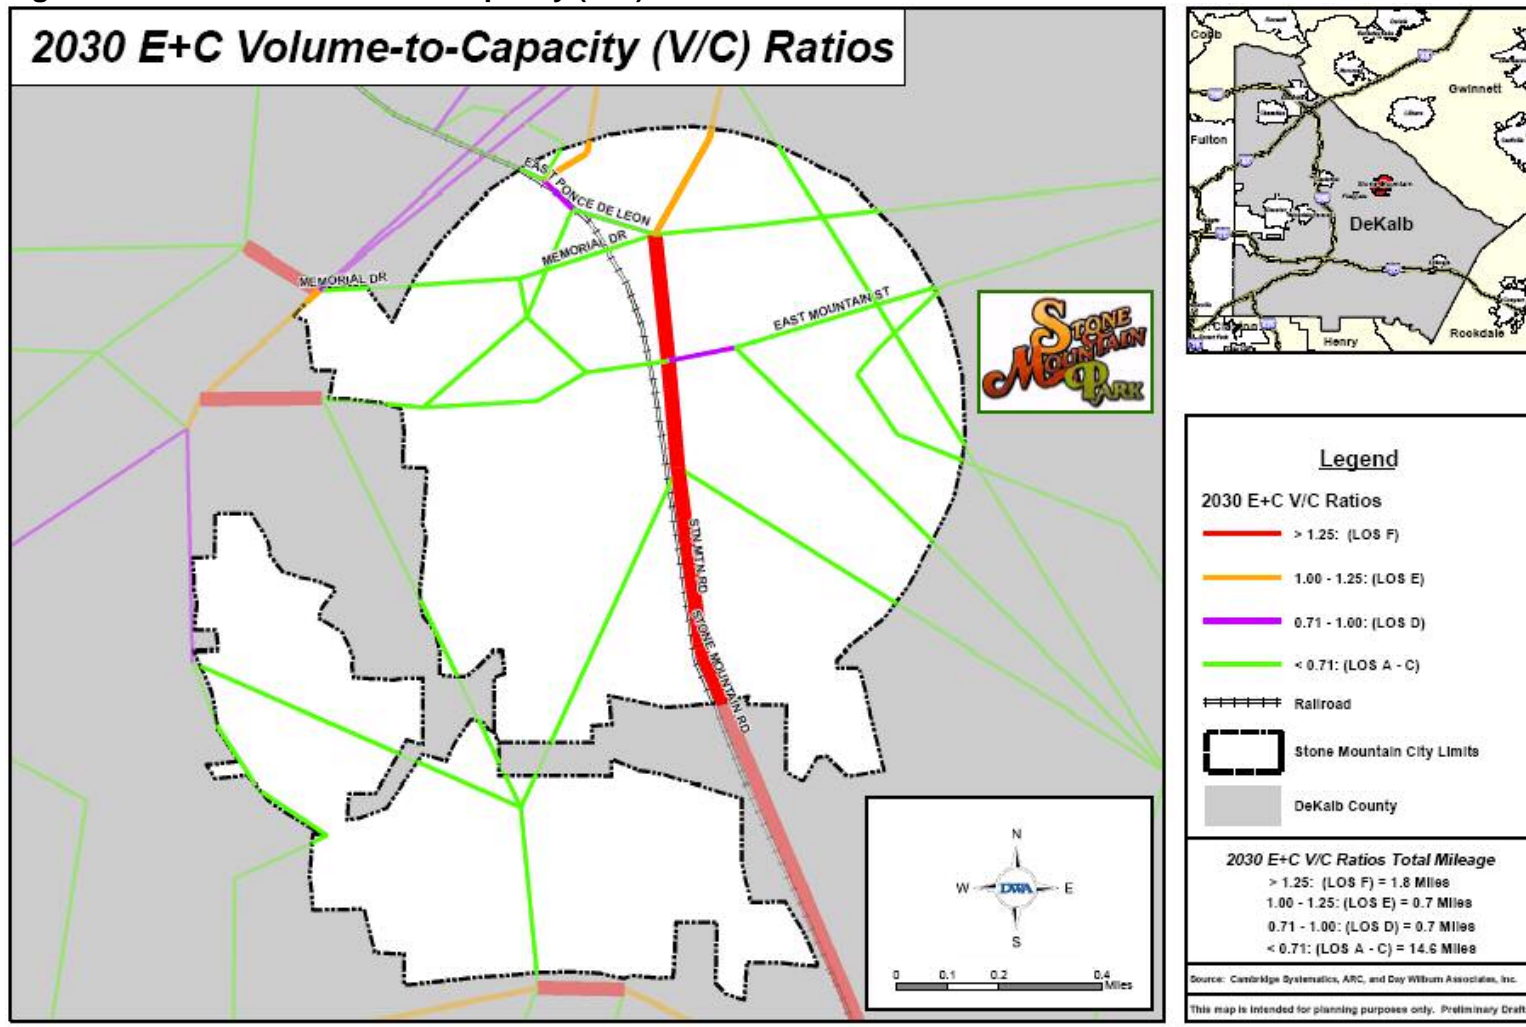 2030 E+C Volume-to-Capacity (V/C) Ratios
EAST PONCE DE LEON
MEMORIAL DR
MEMORIAL DR
EAST MOUNTAIN ST
STN MTN RD
STONE MOUNTAIN RD
STONE
MOUNTAIN
PARK
N
W DWA E
S
0 0.1 0.2 0.4
Miles
Cobb
Gwinnett
Fulton
Stone Mountain
DeKalb
Clayton
Henry
Rockdale
Legend
2030 E+C V/C Ratios
> 1.25: (LOS F)
1.00 - 1.25: (LOS E)
0.71 - 1.00: (LOS D)
< 0.71: (LOS A - C)
Railroad
Stone Mountain City Limits
DeKalb County
2030 E+C V/C Ratios Total Mileage
> 1.25: (LOS F) = 1.8 Miles
1.00 - 1.25: (LOS E) = 0.7 Miles
0.71 - 1.00: (LOS D) = 0.7 Miles
< 0.71: (LOS A - C) = 14.6 Miles
Source: Cambridge Systematics, ARC, and Day Wilburn Associates, Inc.
This map is intended for planning purposes only. Preliminary Draft